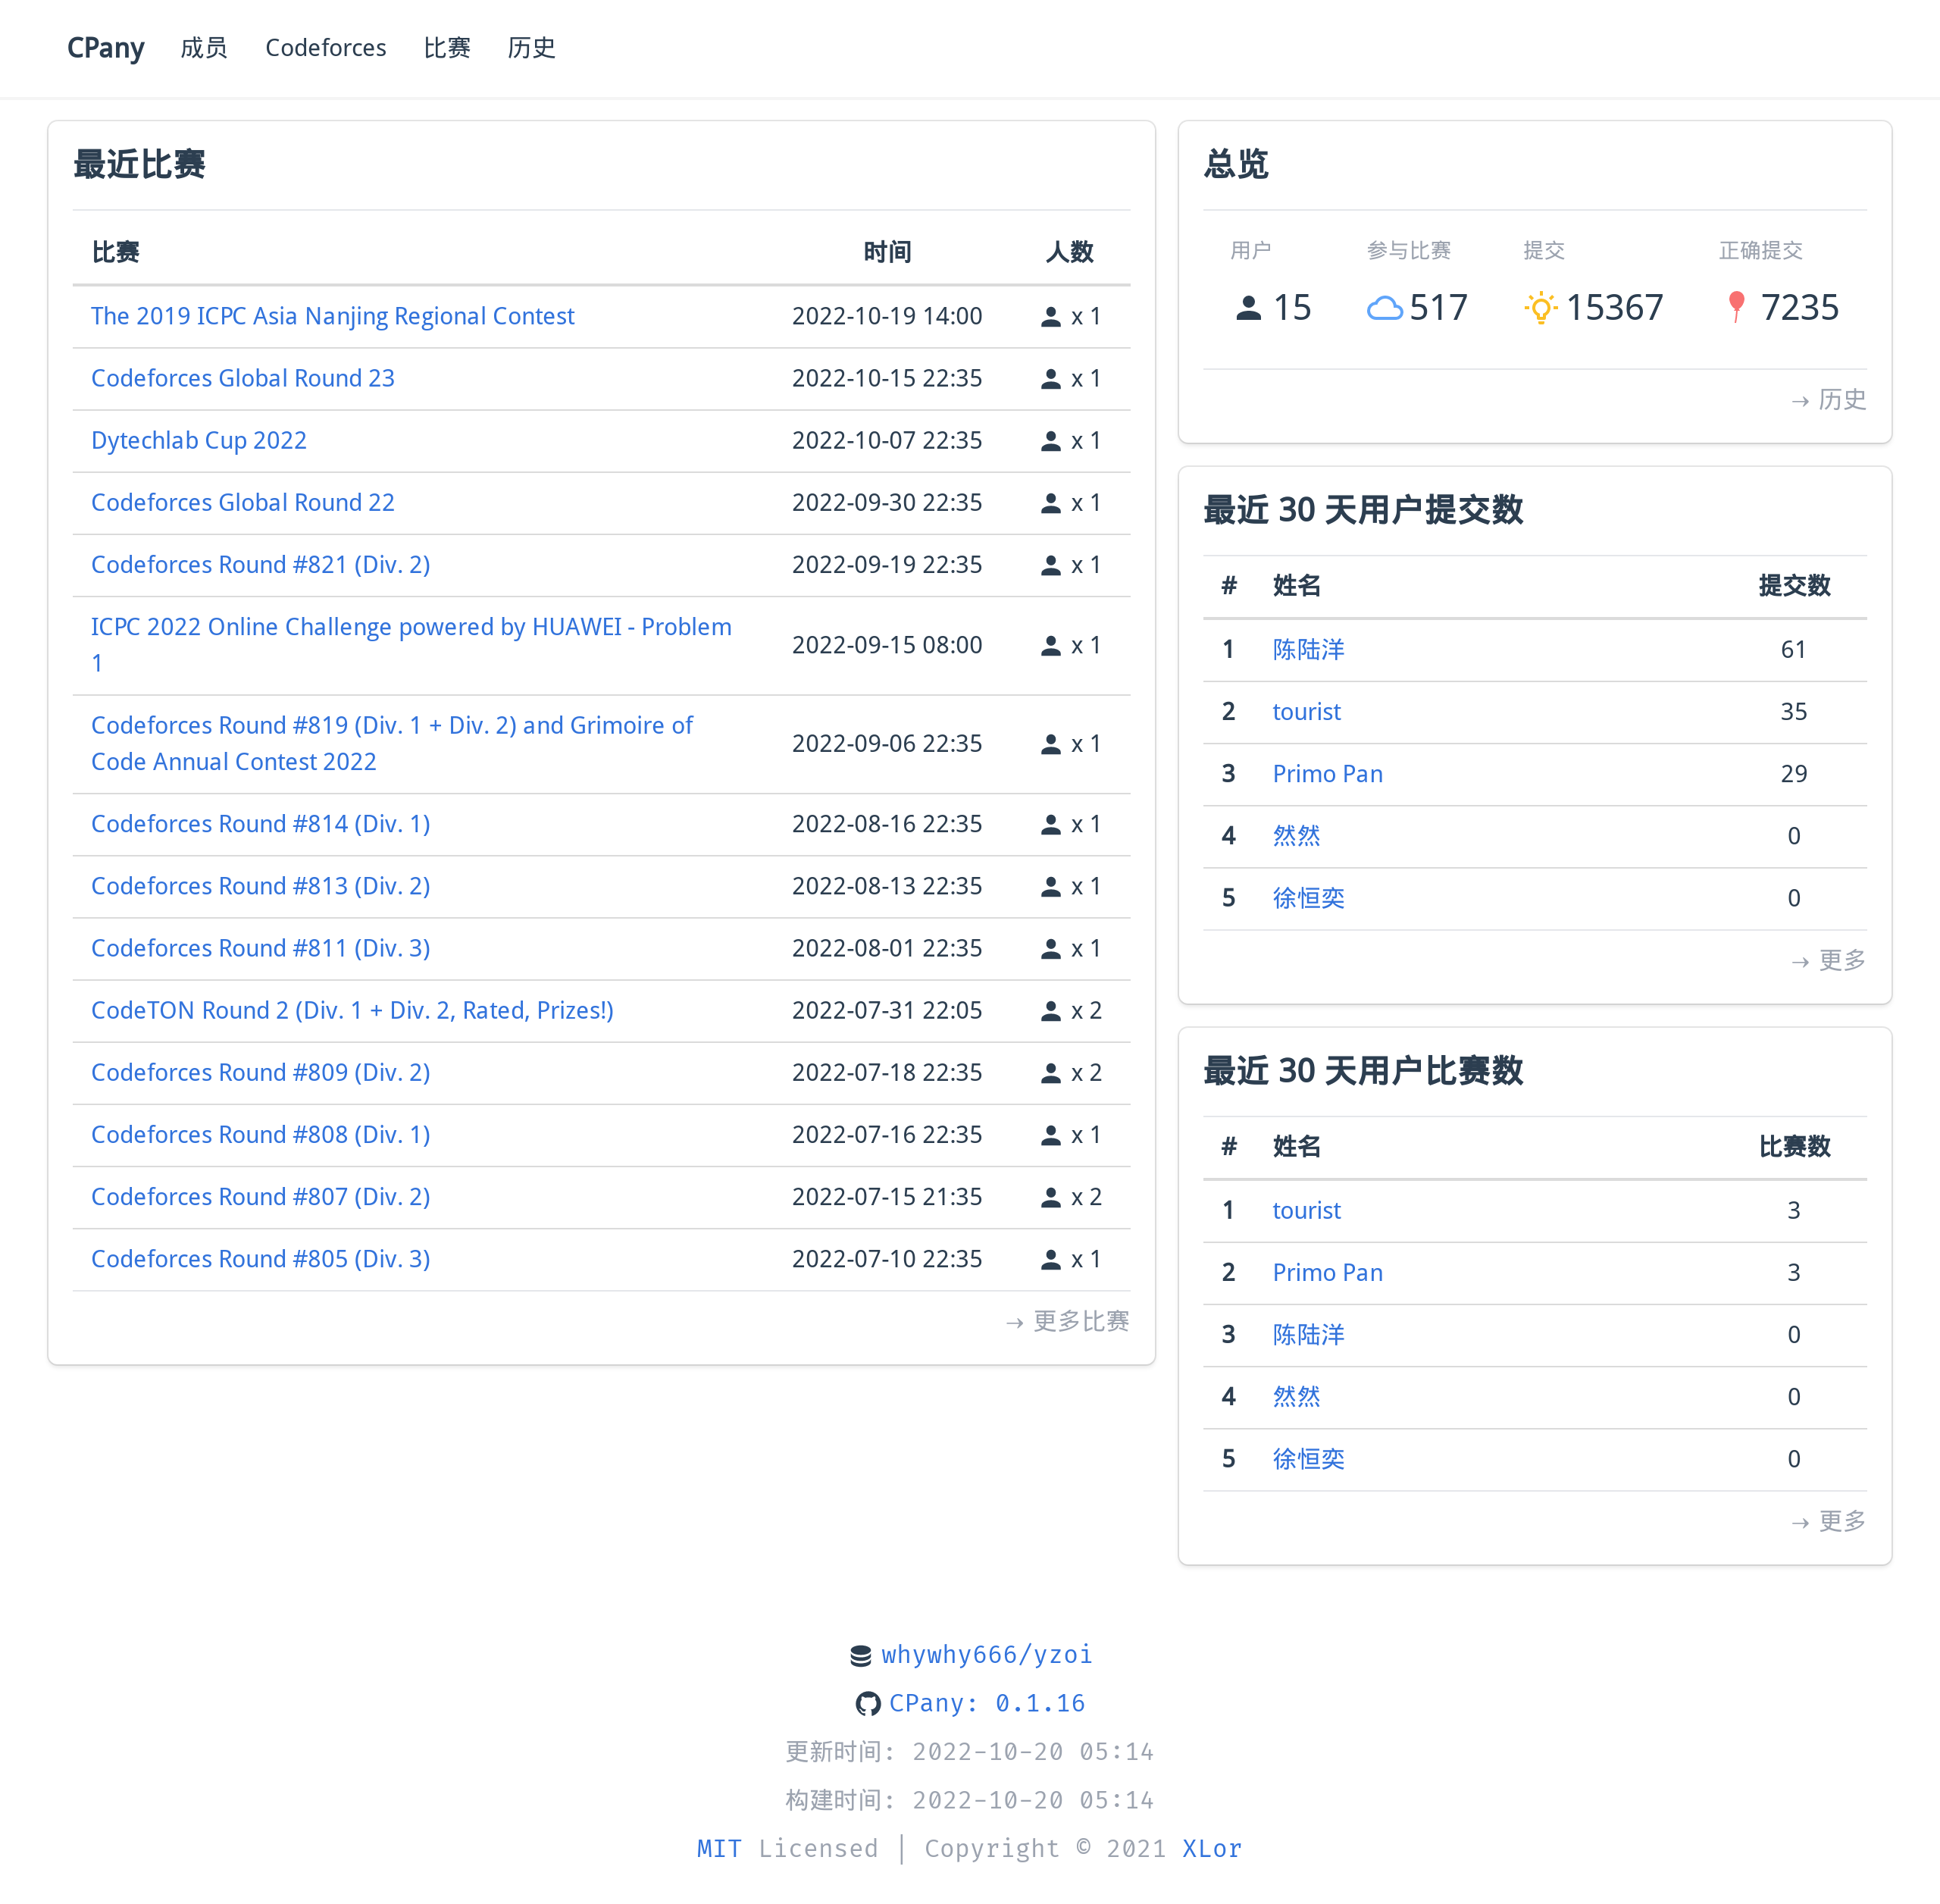 CPany 成员 Codeforces 比赛 历史
最近比赛
比赛 时间 人数
The 2019 ICPC Asia Nanjing Regional Contest 2022-10-19 14:00 x 1
Codeforces Global Round 23 2022-10-15 22:35 x 1
Dytechlab Cup 2022 2022-10-07 22:35 x 1
Codeforces Global Round 22 2022-09-30 22:35 x 1
Codeforces Round #821 (Div. 2) 2022-09-19 22:35 x 1
ICPC 2022 Online Challenge powered by HUAWEI - Problem
1 2022-09-15 08:00 x 1
Codeforces Round #819 (Div. 1 + Div. 2) and Grimoire of
Code Annual Contest 2022 2022-09-06 22:35 x 1
Codeforces Round #814 (Div. 1) 2022-08-16 22:35 x 1
Codeforces Round #813 (Div. 2) 2022-08-13 22:35 x 1
Codeforces Round #811 (Div. 3) 2022-08-01 22:35 x 1
CodeTON Round 2 (Div. 1 + Div. 2, Rated, Prizes!) 2022-07-31 22:05 x 2
Codeforces Round #809 (Div. 2) 2022-07-18 22:35 x 2
Codeforces Round #808 (Div. 1) 2022-07-16 22:35 x 1
Codeforces Round #807 (Div. 2) 2022-07-15 21:35 x 2
Codeforces Round #805 (Div. 3) 2022-07-10 22:35 x 1
→ 更多比赛
总览
用户 参与比赛 提交 正确提交
15 517 15367 7235
→ 历史
最近 30 天用户提交数
# 姓名 提交数
1 陈陆洋 61
2 tourist 35
3 Primo Pan 29
4 然然 0
5 徐恒奕 0
→ 更多
最近 30 天用户比赛数
# 姓名 比赛数
1 tourist 3
2 Primo Pan 3
3 陈陆洋 0
4 然然 0
5 徐恒奕 0
→ 更多
whywhy666/yzoi
CPany: 0.1.16
更新时间: 2022-10-20 05:14
构建时间: 2022-10-20 05:14
MIT Licensed | Copyright © 2021 XLor